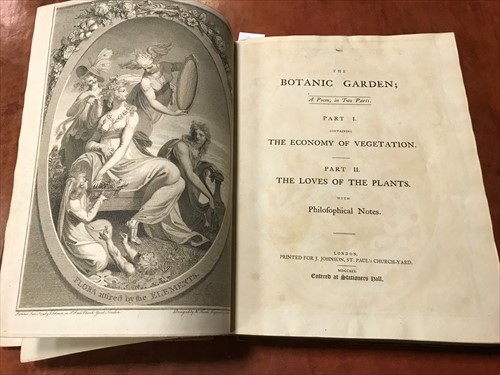 FLORA attired by the ELEMENTS.
THE
BOTANIC GARDEN;
A Poem, in Two Parts.
PART I.
CONTAINING
THE ECONOMY OF VEGETATION.
PART II.
THE LOVES OF THE PLANTS.
WITH
Philosophical Notes.
LONDON,
PRINTED FOR J. JOHNSON, ST. PAUL'S CHURCH-YARD.
Entered at Stationers Hall.